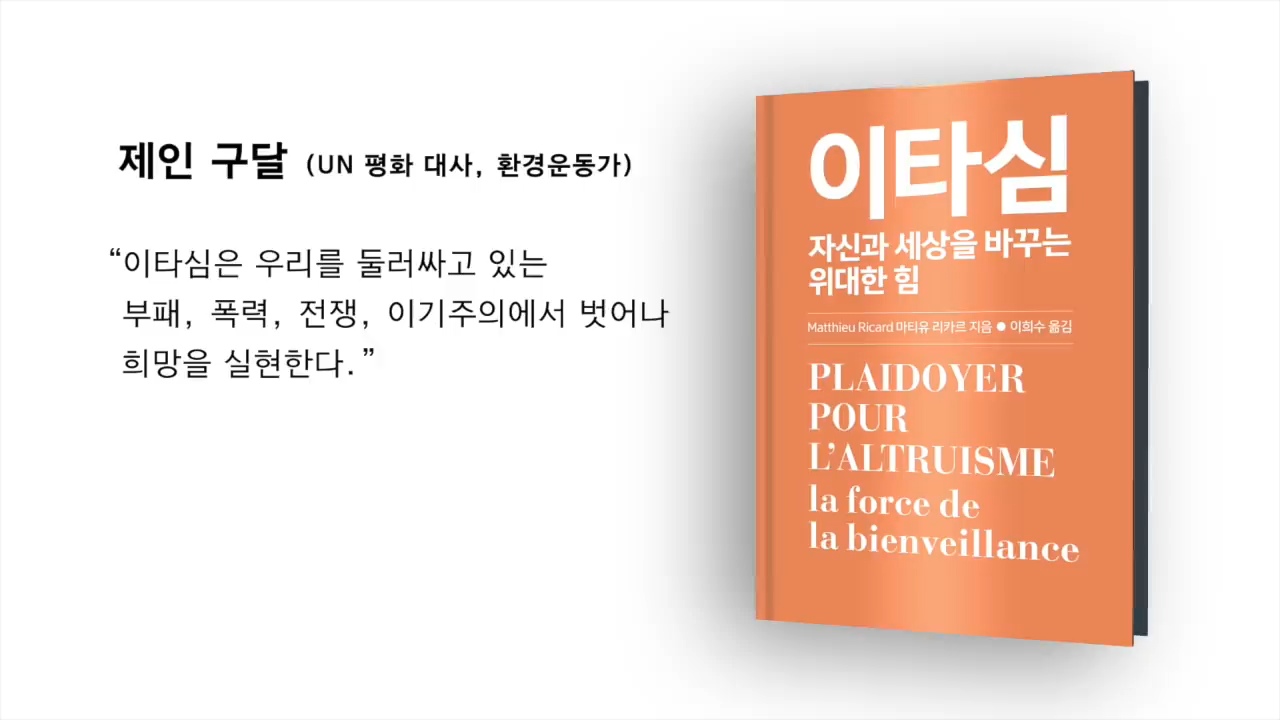 제인 구달 (UN 평화 대사, 환경운동가)
“이타심은 우리를 둘러싸고 있는
부패, 폭력, 전쟁, 이기주의에서 벗어나
희망을 실현한다.”
이타심
자신과 세상을 바꾸는
위대한 힘
Matthieu Ricard 마티유 리카르 지음 ● 이희수 옮김
PLAIDOYER
POUR
L’ALTRUISME
la force de
la bienveillance